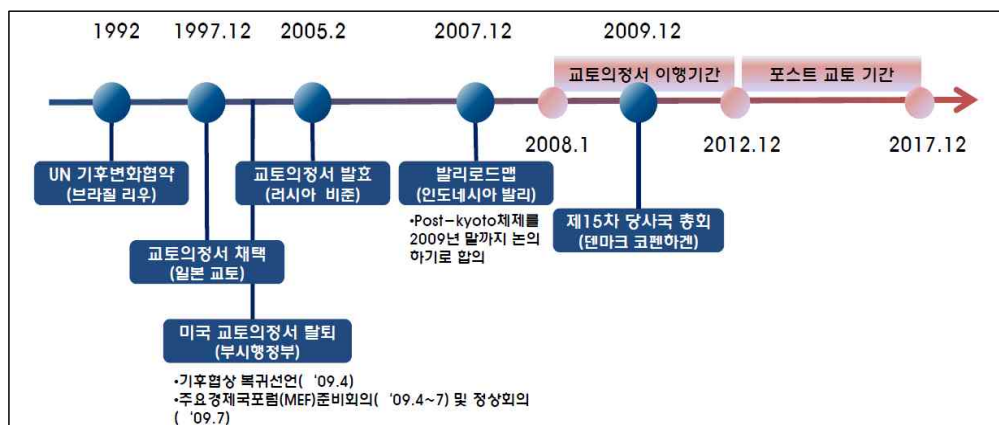 1992
1997.12
2005.2
2007.12
2009.12
교토의정서 이행기간
포스트 교토 기간
2008.1
2012.12
2017.12
UN 기후변화협약
(브라질 리우)
교토의정서 발효
(러시아 비준)
발리로드맵
(인도네시아 발리)
•Post-kyoto체제를
2009년 말까지 논의
하기로 합의
제15차 당사국 총회
(덴마크 코펜하겐)
교토의정서 채택
(일본 교토)
미국 교토의정서 탈퇴
(부시행정부)
•기후협상 복귀선언( ‘09.4)
•주요경제국포럼(MEF)준비회의( ‘09.4~7) 및 정상회의
( ‘09.7)